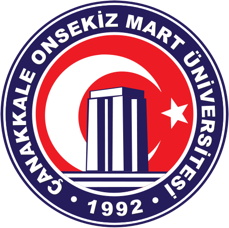 ÇANAKKALE ONSEKİZ MART ÜNİVERSİTESİ
• 1992 •